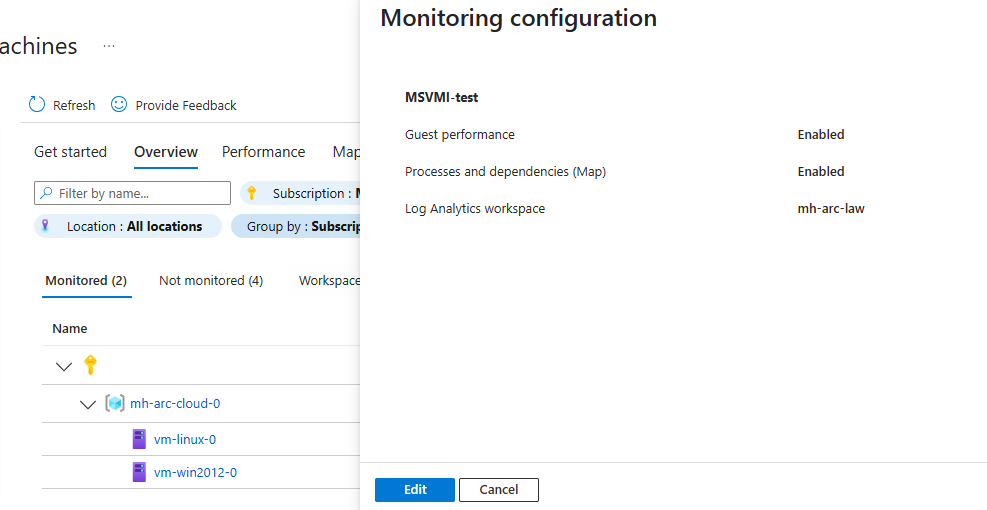 achines ...
Refresh Provide Feedback
Get started Overview Performance Map
Filter by name... Subscription : M
Location : All locations Group by : Subscrip
Monitored (2) Not monitored (4) Workspace
Name
mh-arc-cloud-0
vm-linux-0
vm-win2012-0
Monitoring configuration
MSVMI-test
Guest performance Enabled
Processes and dependencies (Map) Enabled
Log Analytics workspace mh-arc-law
Edit Cancel